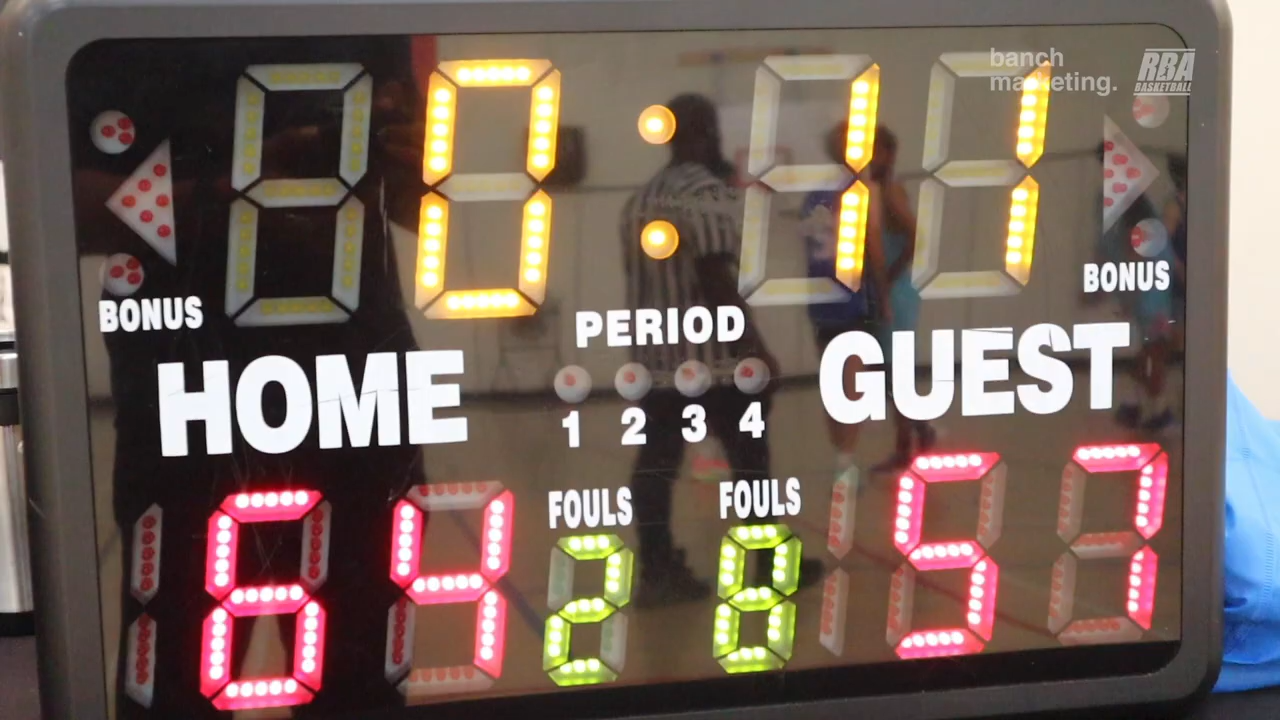 banch
marketing.
RBA
BASKETBALL
0:11
BONUS
BONUS
PERIOD
HOME
GUEST
1 2 3 4
FOULS
FOULS
64
2
8
57